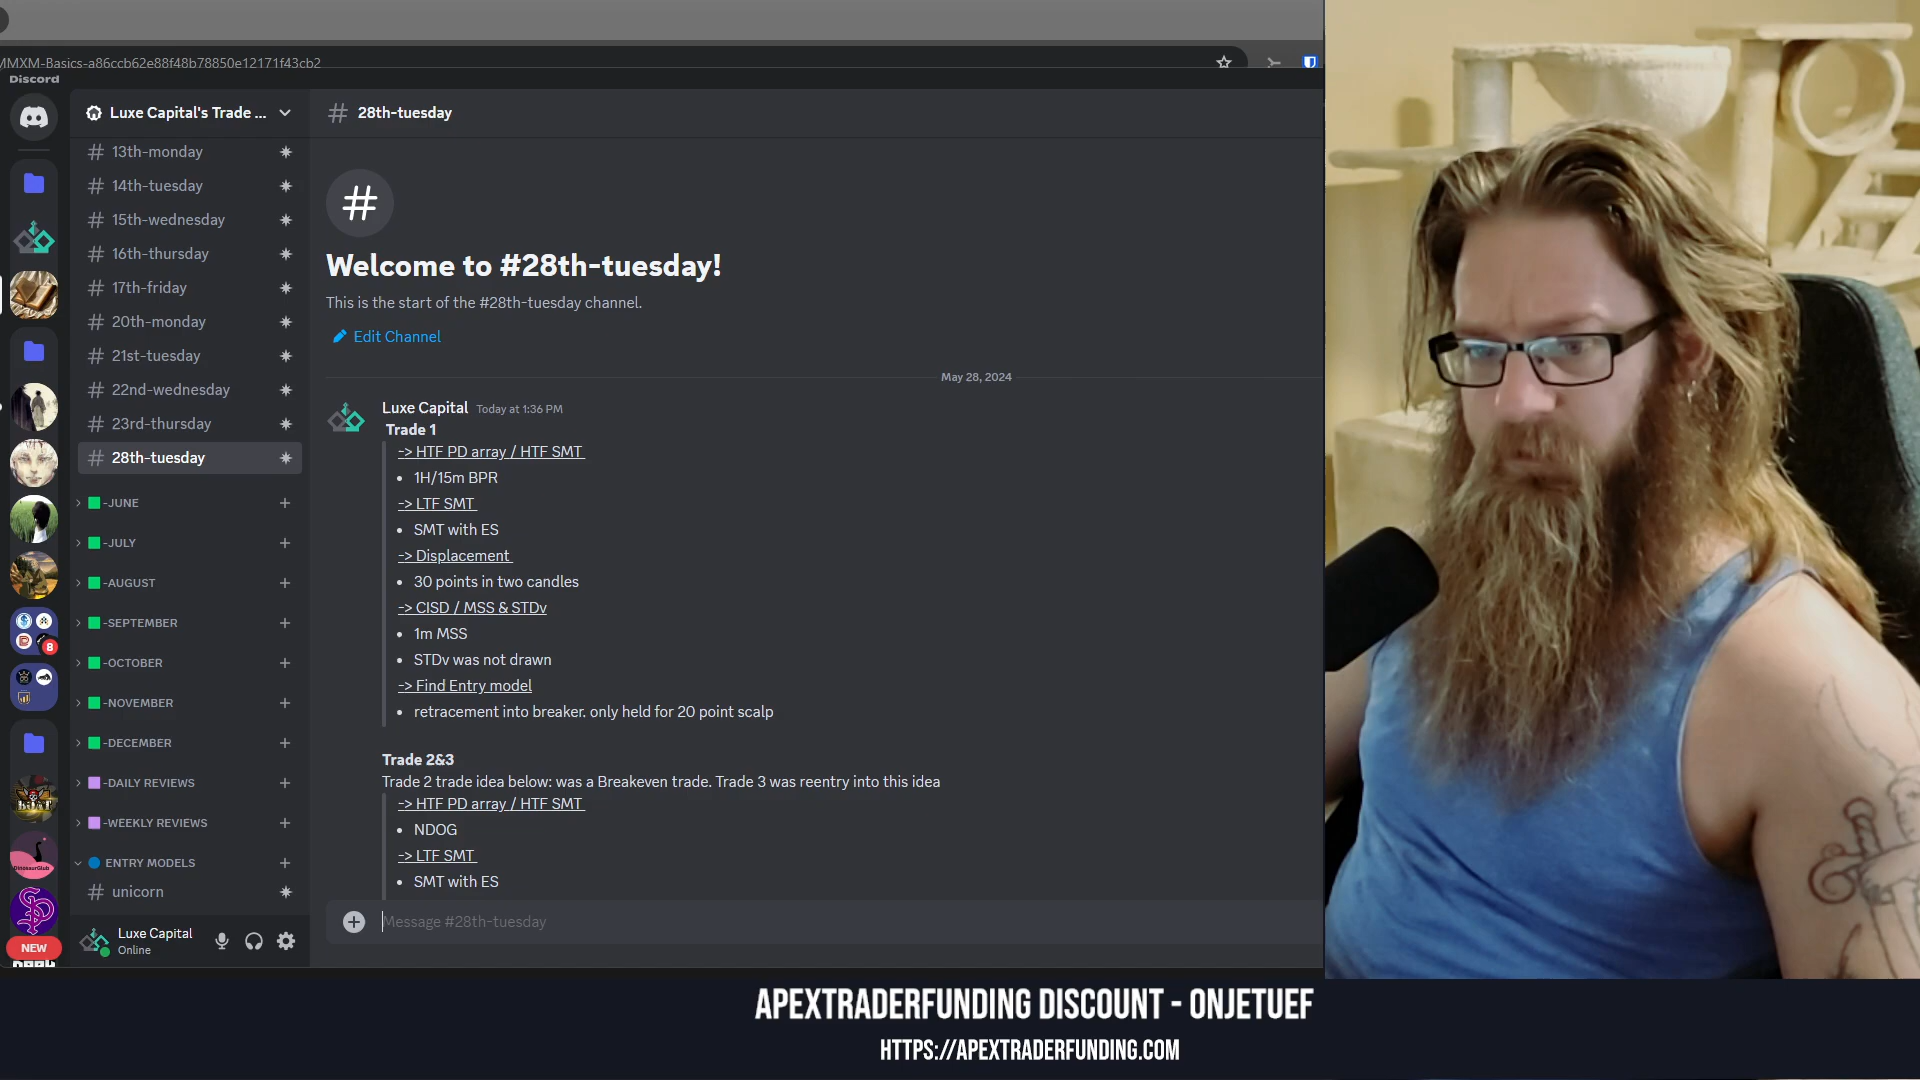 MMXM-Basics-a86ccb62e88f48b78850e12171f43cb2
Discord
Luxe Capital's Trade ...
13th-monday
14th-tuesday
15th-wednesday
16th-thursday
17th-friday
20th-monday
21st-tuesday
22nd-wednesday
23rd-thursday
28th-tuesday
-JUNE
-JULY
-AUGUST
-SEPTEMBER
-OCTOBER
-NOVEMBER
-DECEMBER
-DAILY REVIEWS
-WEEKLY REVIEWS
ENTRY MODELS
unicorn
8
NEW
Luxe Capital
Online
28th-tuesday
Welcome to #28th-tuesday!
This is the start of the #28th-tuesday channel.
Edit Channel
May 28, 2024
Luxe Capital Today at 1:36 PM
Trade 1
-> HTF PD array / HTF SMT
• 1H/15m BPR
-> LTF SMT
• SMT with ES
-> Displacement
• 30 points in two candles
-> CISD / MSS & STDv
• 1m MSS
• STDv was not drawn
-> Find Entry model
• retracement into breaker. only held for 20 point scalp
Trade 2&3
Trade 2 trade idea below: was a Breakeven trade. Trade 3 was reentry into this idea
-> HTF PD array / HTF SMT
• NDOG
-> LTF SMT
• SMT with ES
Message #28th-tuesday
APEXTRADERFUNDING DISCOUNT - ONJETUEF
HTTPS://APEXTRADERFUNDING.COM